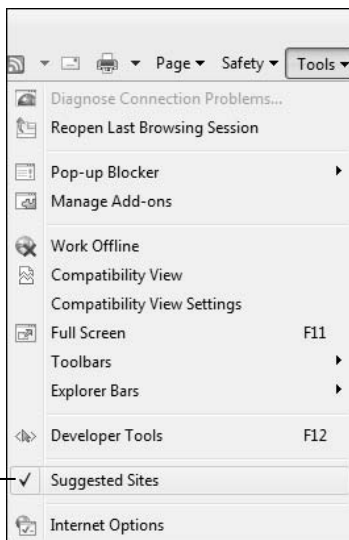 Page Safety Tools
Diagnose Connection Problems...
Reopen Last Browsing Session
Pop-up Blocker
Manage Add-ons
Work Offline
Compatibility View
Compatibility View Settings
Full Screen F11
Toolbars
Explorer Bars
Developer Tools F12
Suggested Sites
Internet Options